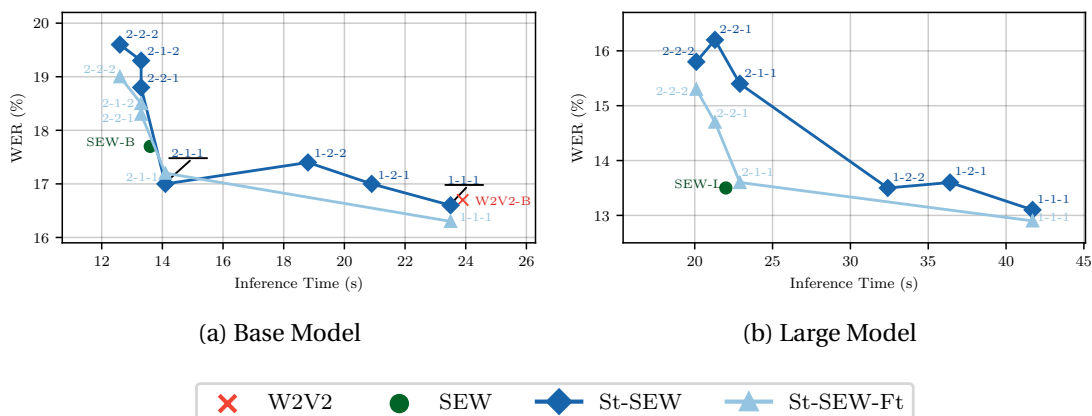 20
19
18
17
16
WER (%)
2-2-2
2-1-2
2-2-1
2-2-2
2-1-2
2-2-1
SEW-B
2-1-1
2-1-1
1-2-2
1-2-1
1-1-1
W2V2-B
1-1-1
12 14 16 18 20 22 24 26
Inference Time (s)
(a) Base Model
16
15
14
13
WER (%)
2-2-1
2-2-2
2-1-1
2-2-2
2-2-1
2-1-1
SEW-L
1-2-2
1-2-1
1-1-1
1-1-1
20 25 30 35 40 45
Inference Time (s)
(b) Large Model
W2V2 SEW St-SEW St-SEW-Ft